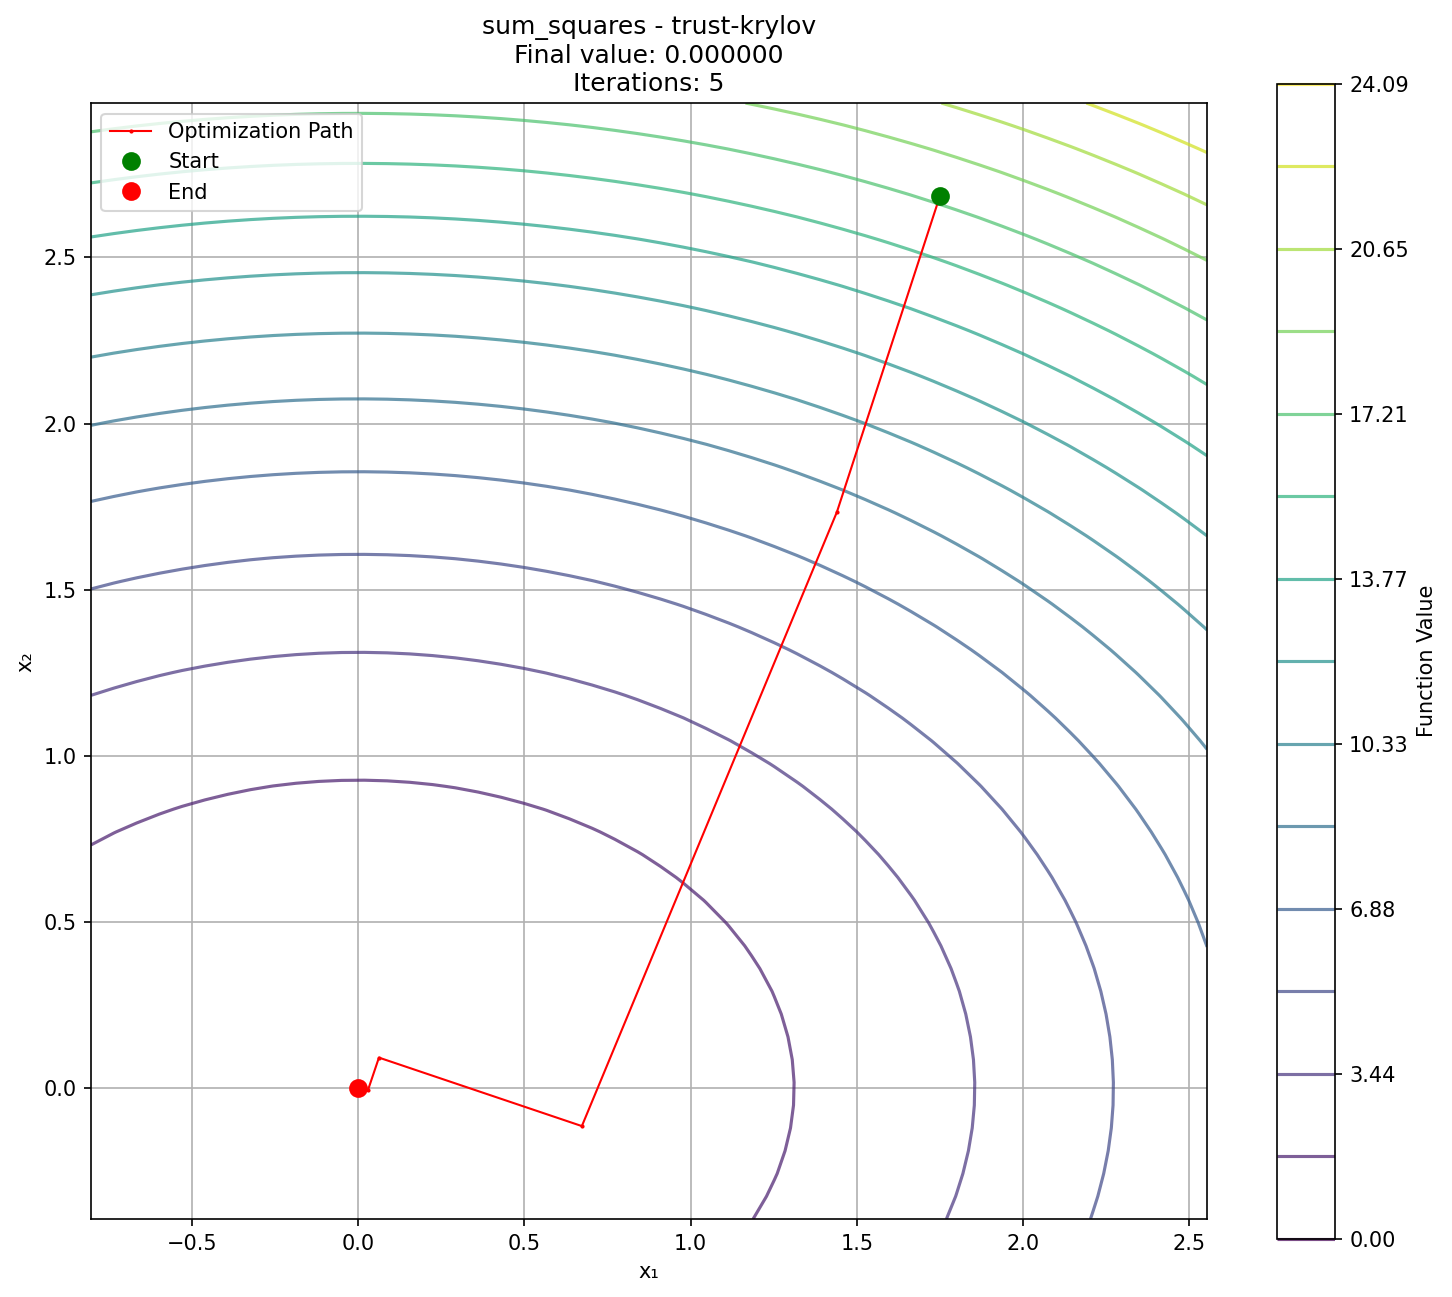 sum_squares - trust-krylov
Final value: 0.000000
Iterations: 5
Optimization Path
Start
End
2.5
2.0
1.5
1.0
0.5
0.0
x₂
−0.5
0.0
0.5
1.0
1.5
2.0
2.5
x₁
24.09
20.65
17.21
13.77
10.33
6.88
3.44
0.00
Function Value